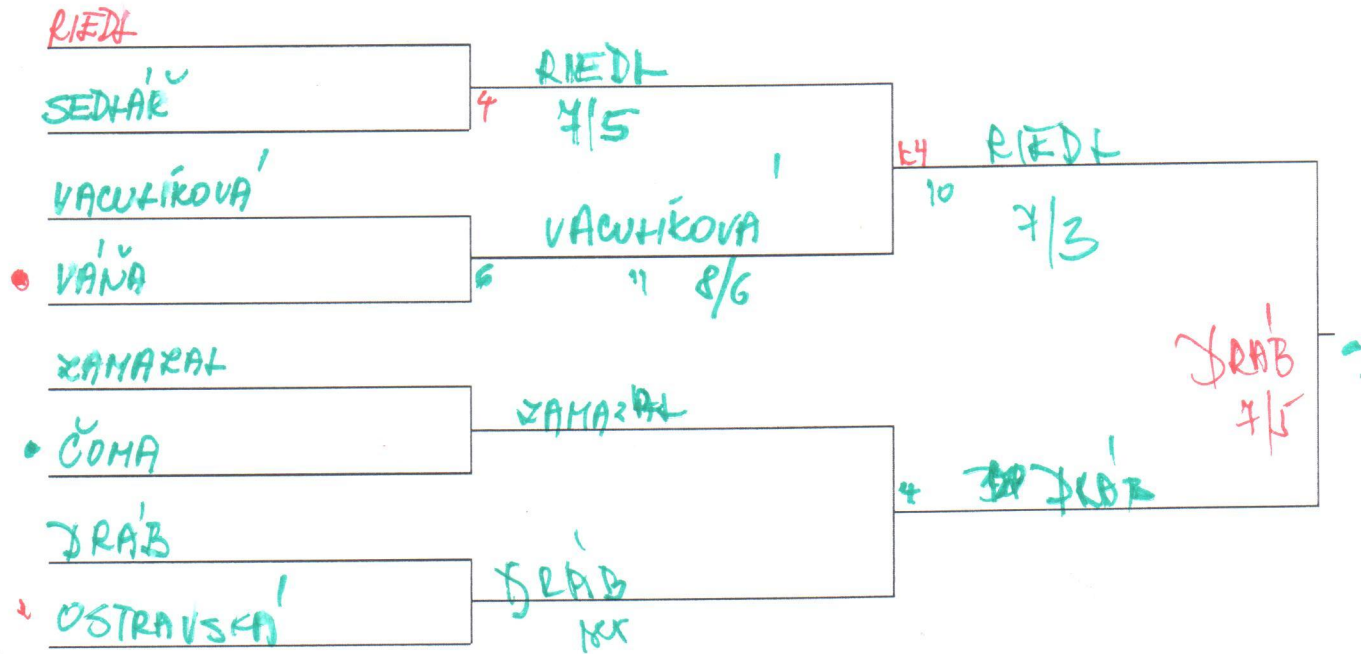 RIEDL
SEDLÁŘ
4
RIEDL
7/5
VACULÍKOVÁ
VÁŇA
6
VACULÍKOVÁ
11 8/6
10
RIEDL
7/3
ZAMAZAL
ČOMA
ZAMAZAL
DRÁB
OSTRAVSKÁ
DRÁB
4
DRÁB
DRÁB
7/5